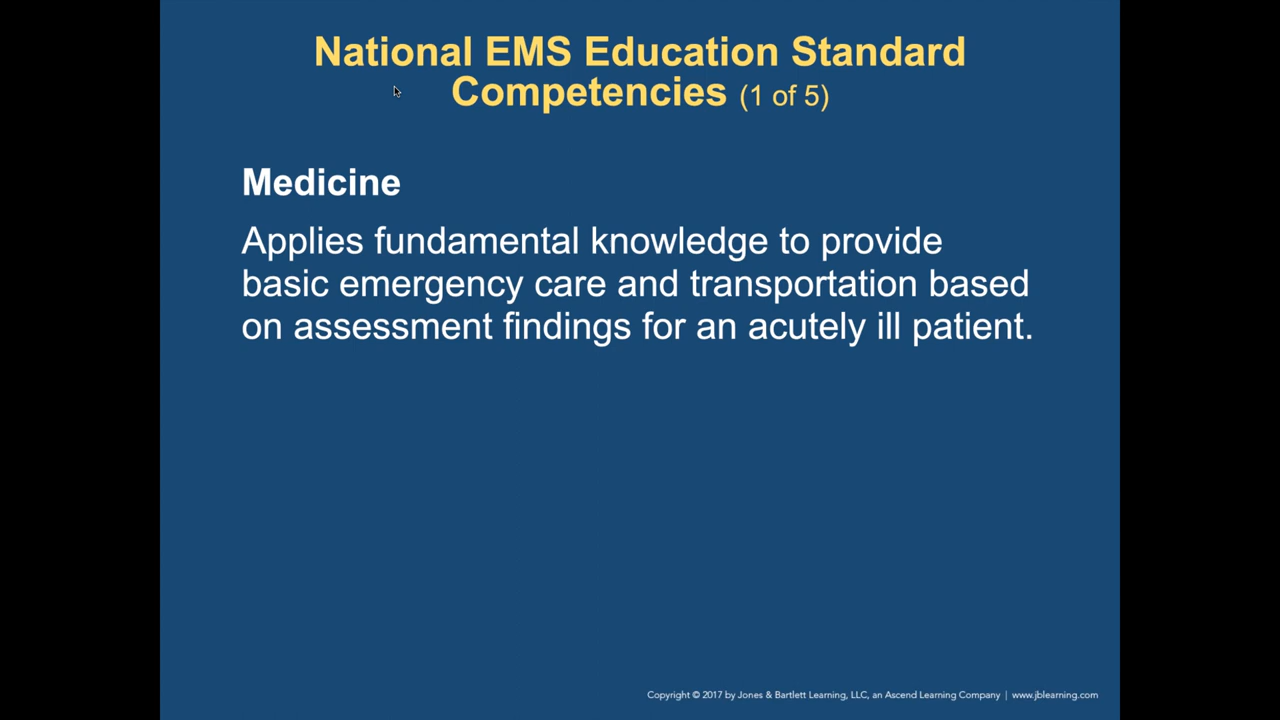 National EMS Education Standard
Competencies (1 of 5)
Medicine
Applies fundamental knowledge to provide
basic emergency care and transportation based
on assessment findings for an acutely ill patient.
Copyright © 2017 by Jones & Bartlett Learning, LLC, an Ascend Learning Company | www.jblearning.com